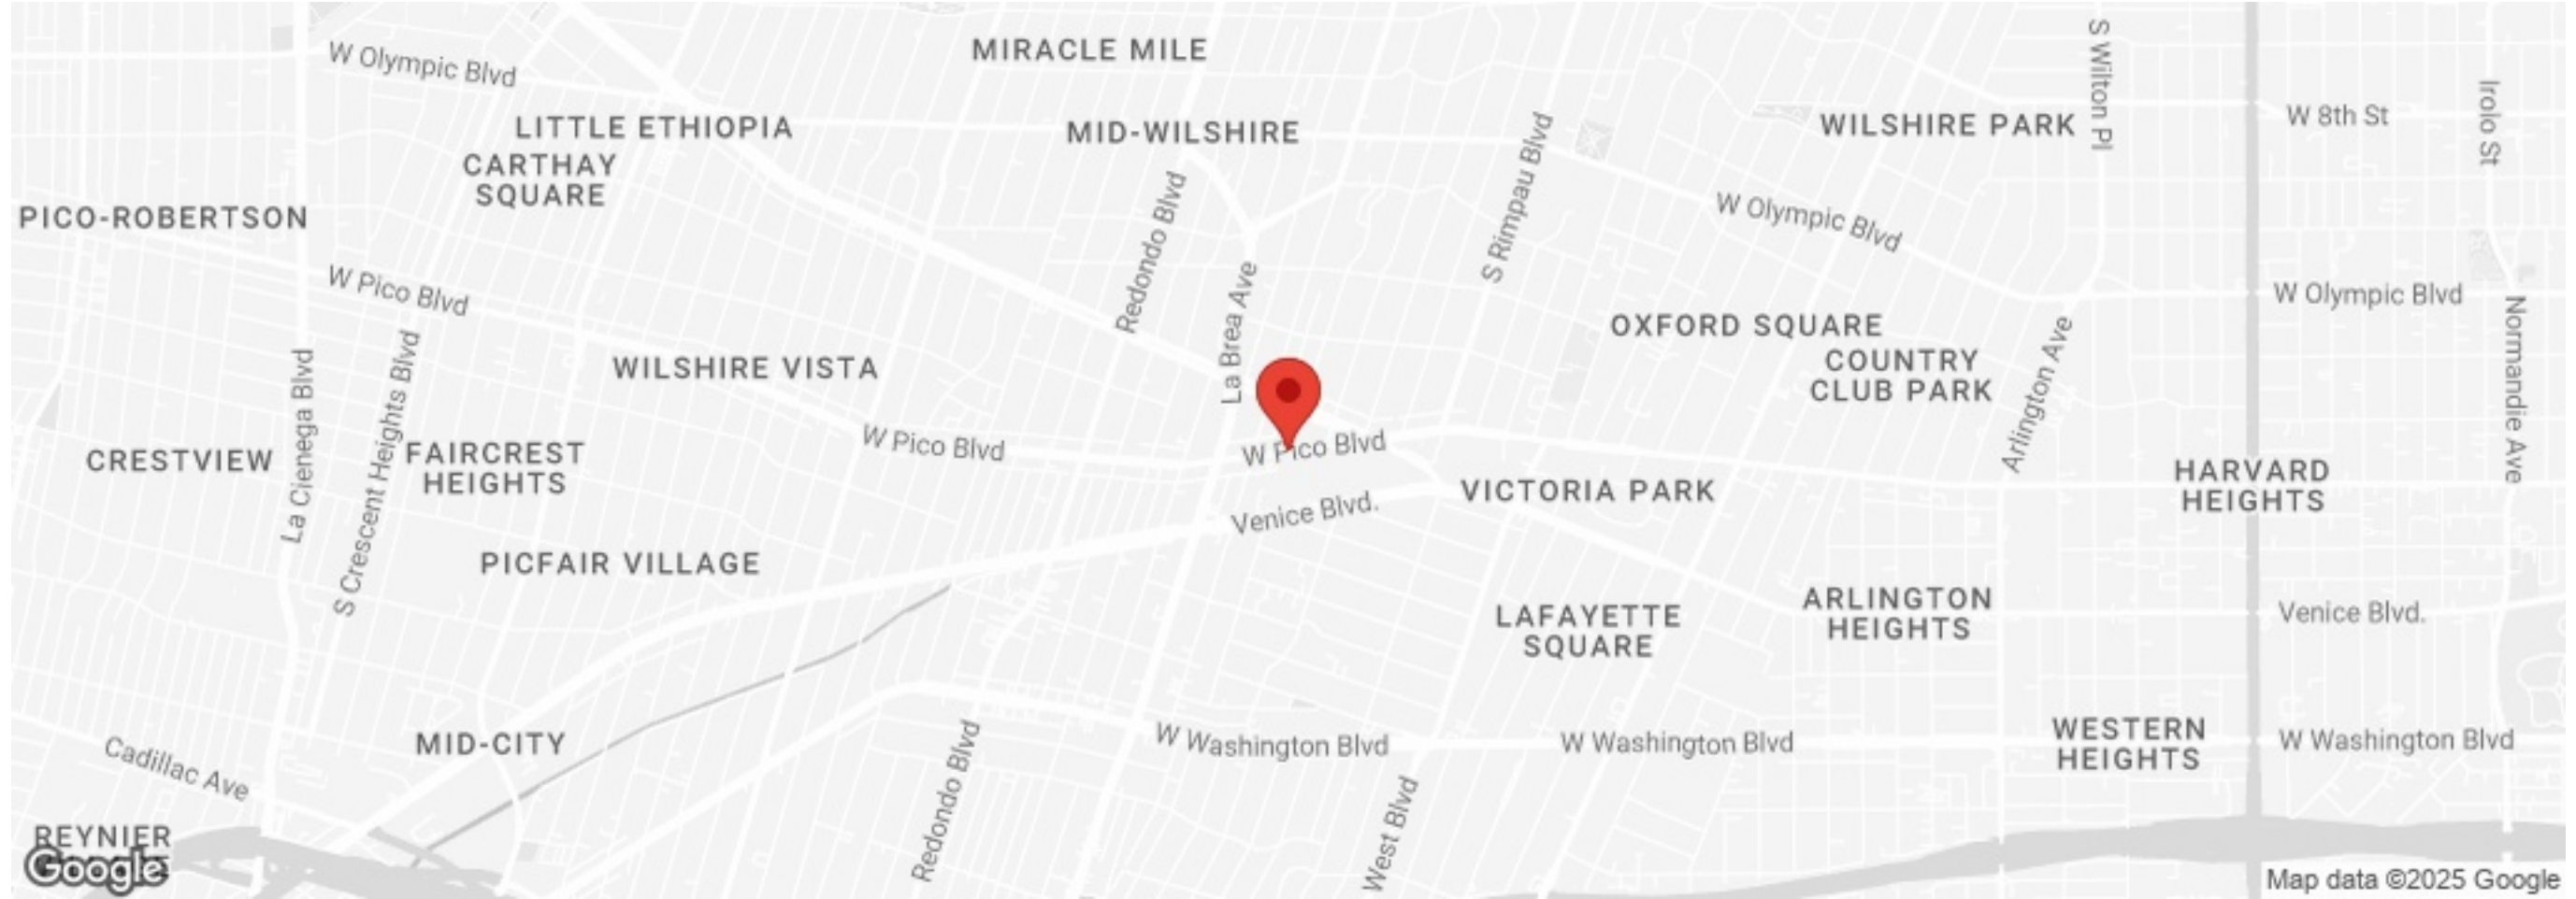 MIRACLE MILE
W Olympic Blvd
LITTLE ETHIOPIA
MID-WILSHIRE
WILSHIRE PARK
S Wilton Pl
W 8th St
Irolo St
CARTHAY
SQUARE
PICO-ROBERTSON
Redondo Blvd
S Rimpau Blvd
W Olympic Blvd
W Pico Blvd
La Brea Ave
W Olympic Blvd
OXFORD SQUARE
COUNTRY
CLUB PARK
Arlington Ave
Normandie Ave
WILSHIRE VISTA
La Cienega Blvd
S Crescent Heights Blvd
CRESTVIEW
FAIRCREST
HEIGHTS
W Pico Blvd
W Pico Blvd
VICTORIA PARK
HARVARD
HEIGHTS
Venice Blvd.
PICFAIR VILLAGE
LAFAYETTE
SQUARE
ARLINGTON
HEIGHTS
Venice Blvd.
MID-CITY
Cadillac Ave
Redondo Blvd
W Washington Blvd
W Washington Blvd
WESTERN
HEIGHTS
W Washington Blvd
West Blvd
REYNIER
Google
Map data ©2025 Google